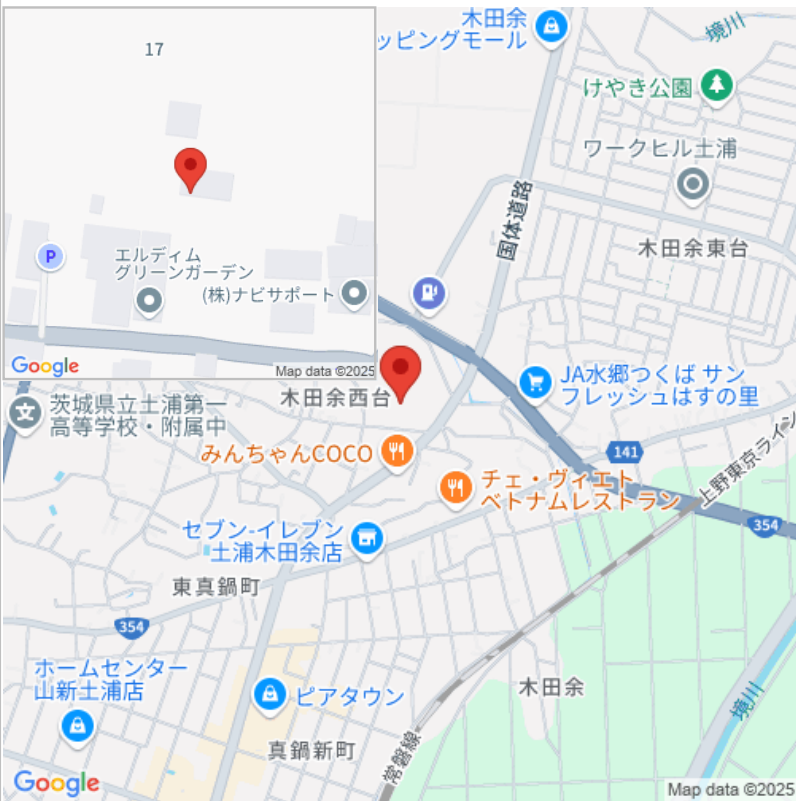 17
エルディム
グリーンガーデン
(株)ナビサポート
P
Google
Map data ©2025
木田余
ッピングモール
境川
けやき公園
ワークヒル土浦
国体道路
木田余東台
木田余西台
JA水郷つくば サン
フレッシュはすの里
茨城県立土浦第一
高等学校・附属中
みんちゃんCOCO
141
チェ・ヴィエト
ベトナムレストラン
上野東京ライン
354
セブン-イレブン
土浦木田余店
東真鍋町
354
ホームセンター
山新土浦店
ピアタウン
木田余
境川
真鍋新町
常磐線
Google
Map data ©2025